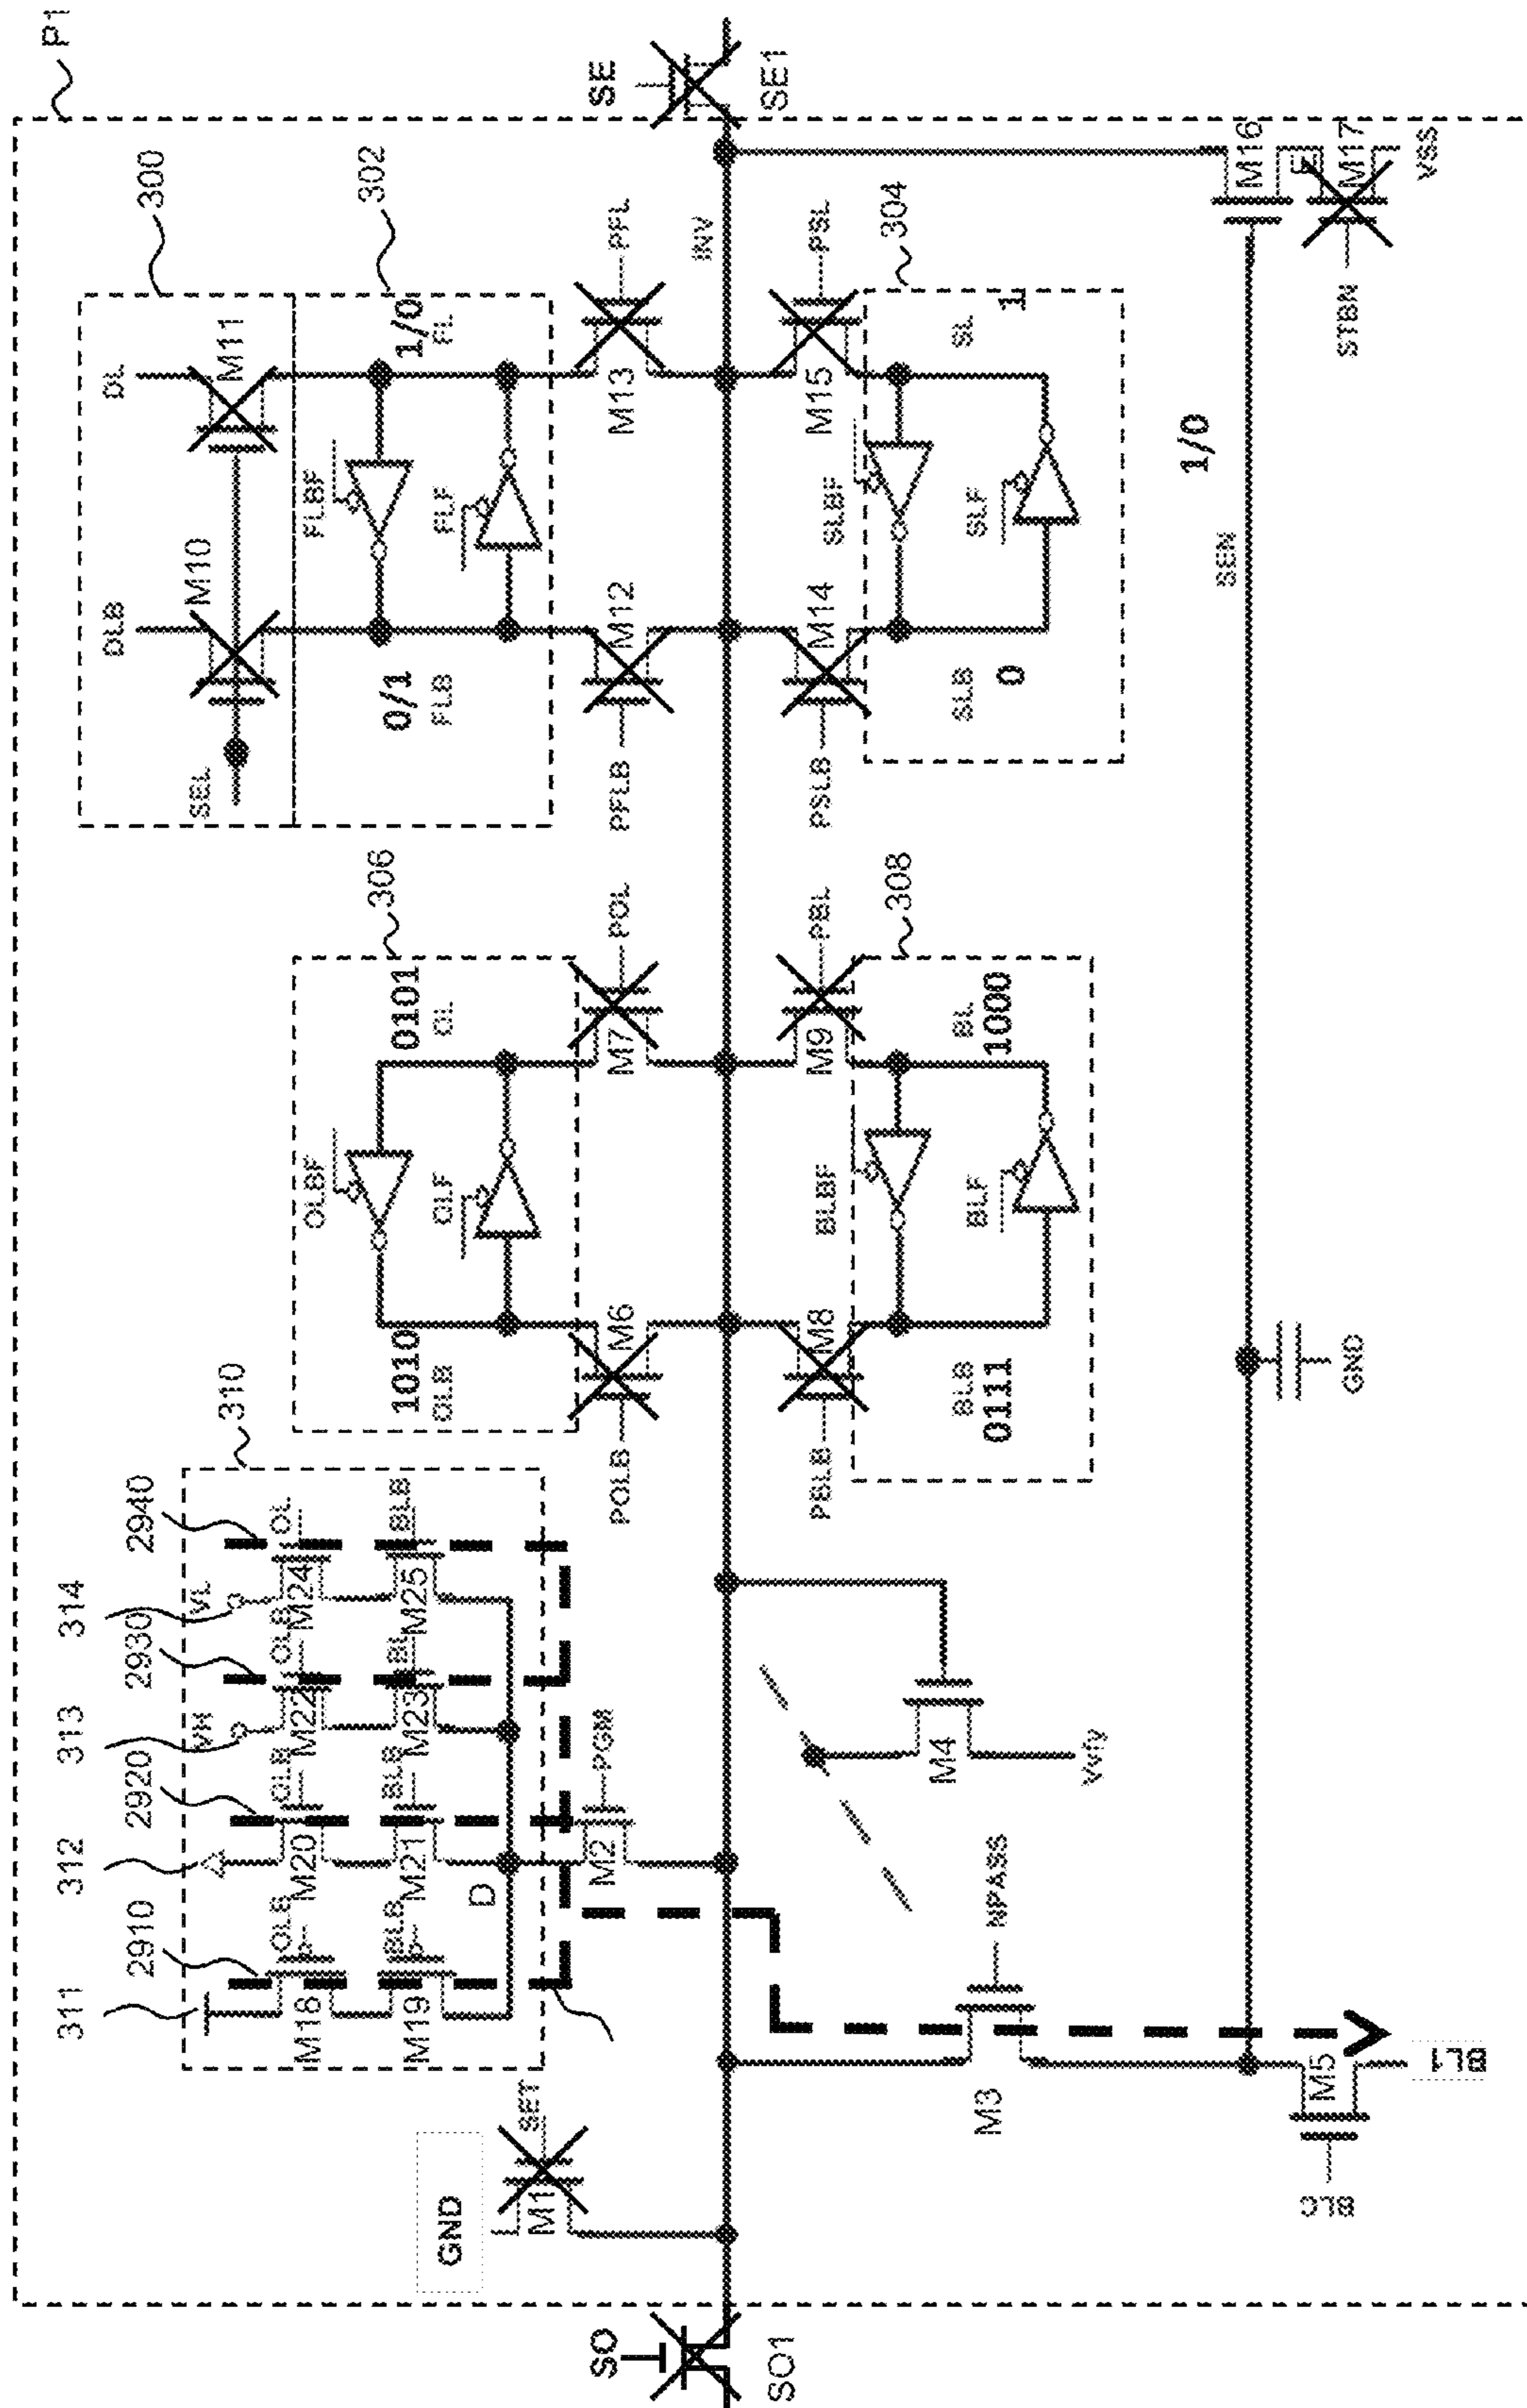 P1
SE
SE1
300
302
DL
M11
1/0
FL
FLBF
FLF
M10
DLB
0/1
FLB
SEL
PFL
M13
M12
PFLB
INV
PSL
M15
M14
PSLB
304
SL
1
SLBF
SLF
SLB
0
M16
M17
VSS
STBN
1/0
SEN
306
0101
OL
OLBF
OLF
1010
OLB
POL
M7
M6
POLB
308
PBL
M9
M8
PBLB
BL
1000
BLBF
BLF
BLB
0111
310
2940
OL
BLB
314
VL
M24
M25
2930
OLB
BL
313
VH
M22
M23
2920
OLB
BLB
312
M20
M21
D
2910
OLB
BLB
311
M18
M19
PGM
M2
GND
SET
M1
M4
Vvfy
NPASS
M3
GND
M5
BL1
BLC
SO
SO1